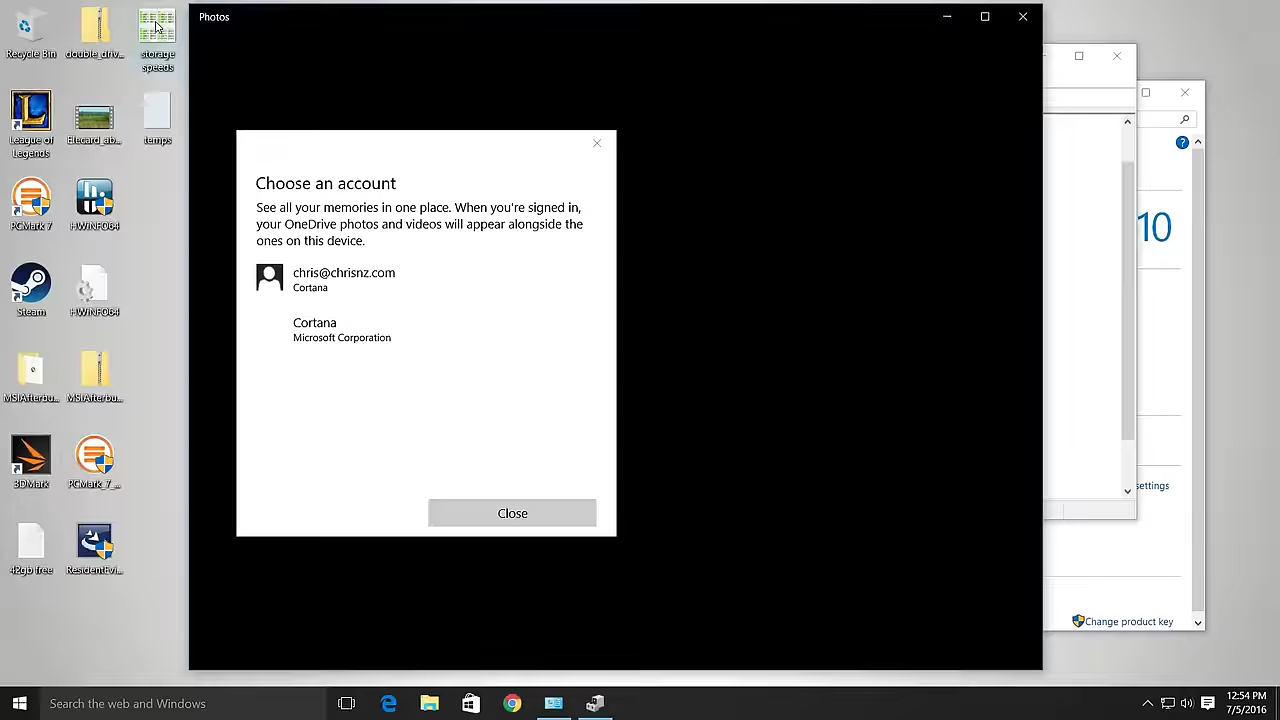 Photos
Recycle Bin
double_driv...
storage
speeds
League of
Legends
Elecard_ab...
temps
PCMark 7
HWiNFO64
Steam
HWiNFO64
MSIAfterbu...
MSIAfterbu...
3DMark
PCMark_7_...
42gb free
ResidentEvi...
Choose an account
See all your memories in one place. When you're signed in,
your OneDrive photos and videos will appear alongside the
ones on this device.
chris@chrisnz.com
Cortana
Cortana
Microsoft Corporation
Close
10
settings
Change product key
Search the web and Windows
12:54 PM
7/5/2016